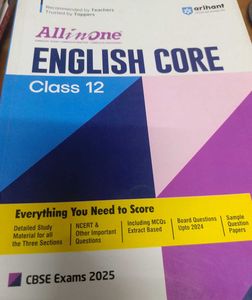 Recommended by Teachers
Trusted by Toppers
arihant
All in One
ENGLISH CORE
Class 12
Everything You Need to Score
Detailed Study
Material for all
the Three Sections
NCERT &
Other Important
Questions
Including MCQs
Extract Based
Board Questions
Upto 2024
Sample
Question
Papers
CBSE Exams 2025